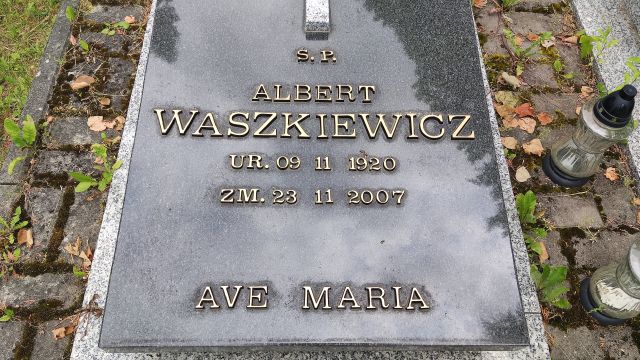 Ś.P.
ALBERT
WASZKIEWICZ
UR. 09 11 1920
ZM. 23 11 2007
AVE MARIA